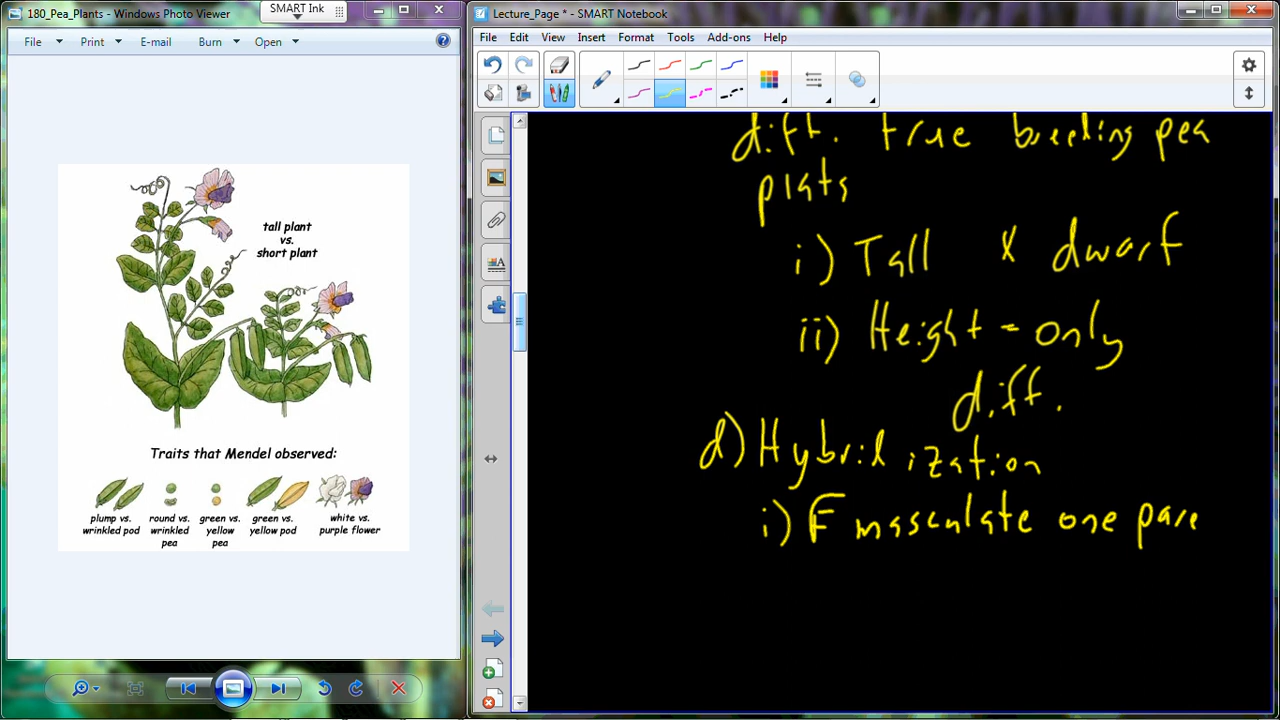 180_Pea_Plants - Windows Photo Viewer
SMART Ink
File Print E-mail Burn Open
tall plant
vs.
short plant
Traits that Mendel observed:
plump vs.
wrinkled pod
round vs.
wrinkled
pea
green vs.
yellow
pea
green vs.
yellow pod
white vs.
purple flower
Lecture_Page * - SMART Notebook
File Edit View Insert Format Tools Add-ons Help
diff. true breeding pea
plats
i) Tall x dwarf
ii) Height = only
diff.
d) Hybridization
i) Emasculate one pare